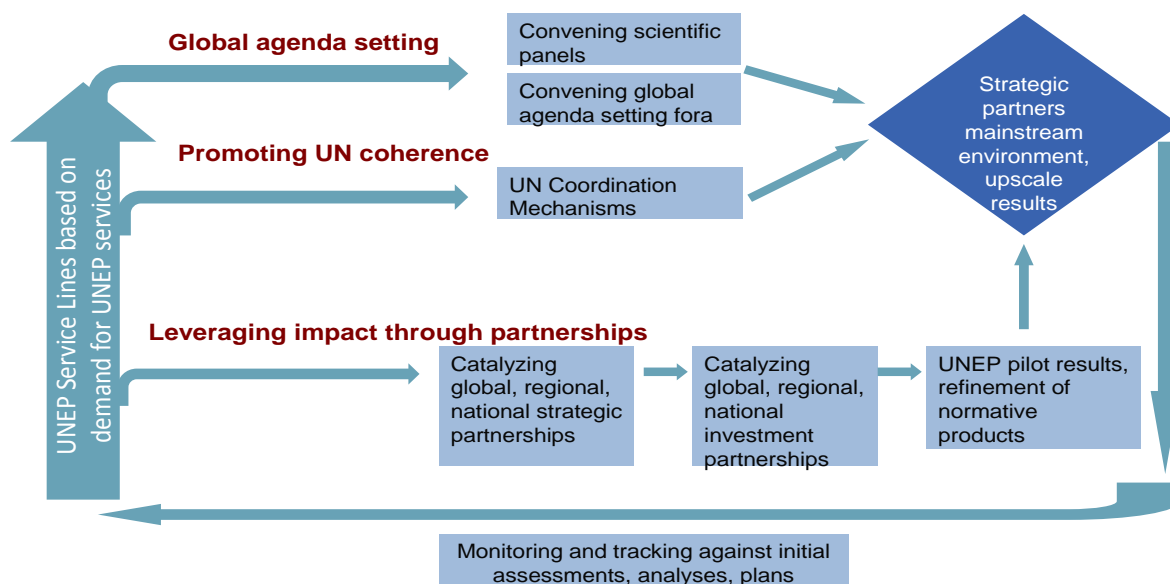 Global agenda setting
Convening scientific
panels
Convening global
agenda setting fora
Strategic
partners
mainstream
environment,
upscale
results
Promoting UN coherence
UN Coordination
Mechanisms
UNEP Service Lines based on
demand for UNEP services
Leveraging impact through partnerships
Catalyzing
global, regional,
national strategic
partnerships
Catalyzing
global, regional,
national
investment
partnerships
UNEP pilot results,
refinement of
normative
products
Monitoring and tracking against initial
assessments, analyses, plans